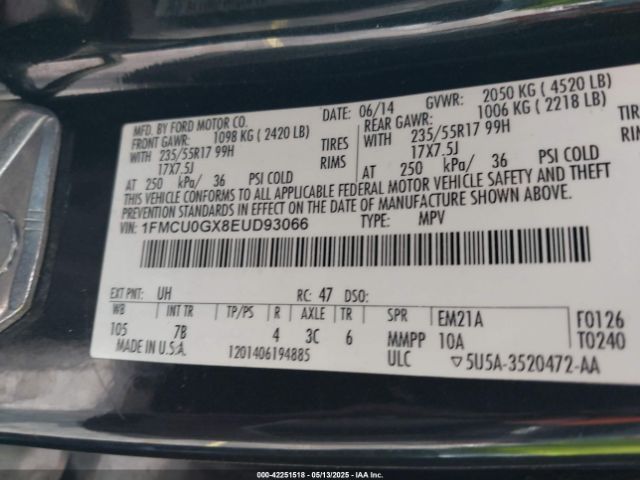 MFD. BY FORD MOTOR CO. DATE: 06/14 GVWR: 2050 KG ( 4520 LB)
FRONT GAWR: 1098 KG ( 2420 LB) REAR GAWR: 1006 KG ( 2218 LB)
WITH 235/55R17 99H TIRES WITH 235/55R17 99H
17X7.5J RIMS 17X7.5J
AT 250 kPa/ 36 PSI COLD AT 250 kPa/ 36 PSI COLD
THIS VEHICLE CONFORMS TO ALL APPLICABLE FEDERAL MOTOR VEHICLE SAFETY AND THEFT
PREVENTION STANDARDS IN EFFECT ON THE DATE OF MANUFACTURE SHOWN ABOVE.
VIN: 1FMCU0GX8EUD93066 TYPE: MPV
EXT PNT: UH RC: 47 DSO:
WB INT TR TP/PS R AXLE TR SPR EM21A F0126
105 7B 4 3C 6 MMPP 10A T0240
MADE IN U.S.A. 1201406194885 ULC 5U5A-3520472-AA
000-42251518 - 05/13/2025 - IAA Inc.